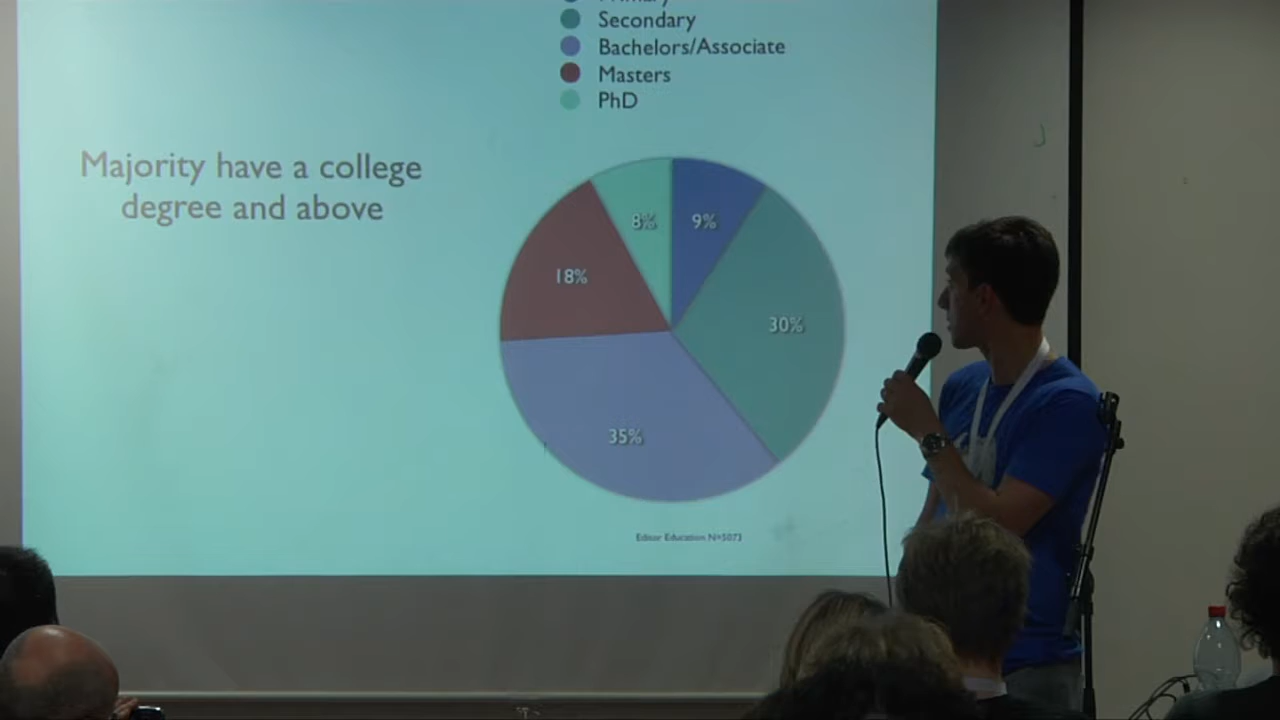 Primary
Secondary
Bachelors/Associate
Masters
PhD
Majority have a college
degree and above
8%
9%
18%
30%
35%
Editor Education N=5073